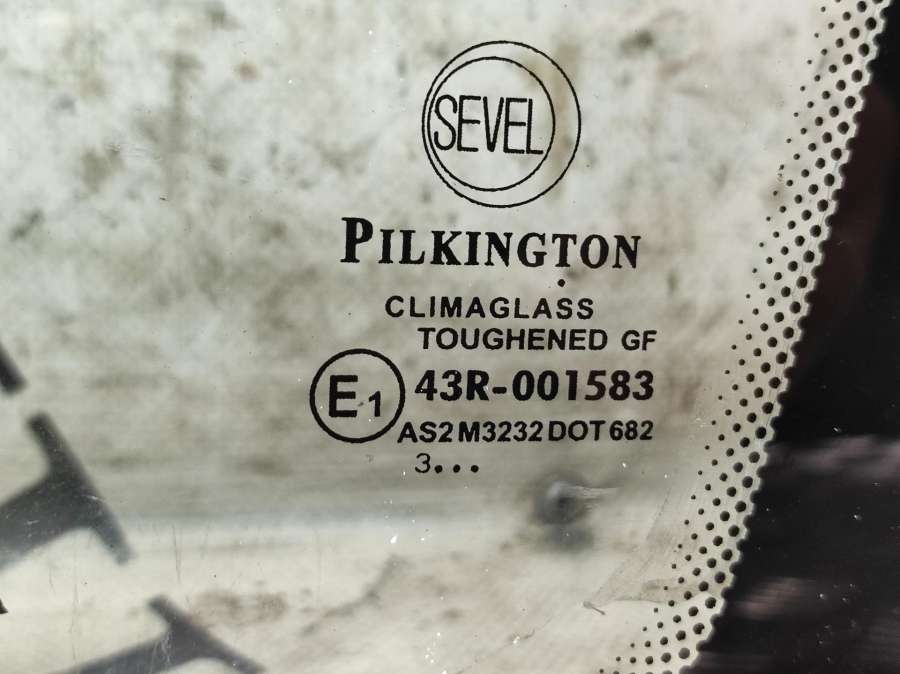 SEVEL
PILKINGTON
CLIMAGLASS
TOUGHENED GF
E1 43R-001583
AS2 M3232 DOT 682
3...